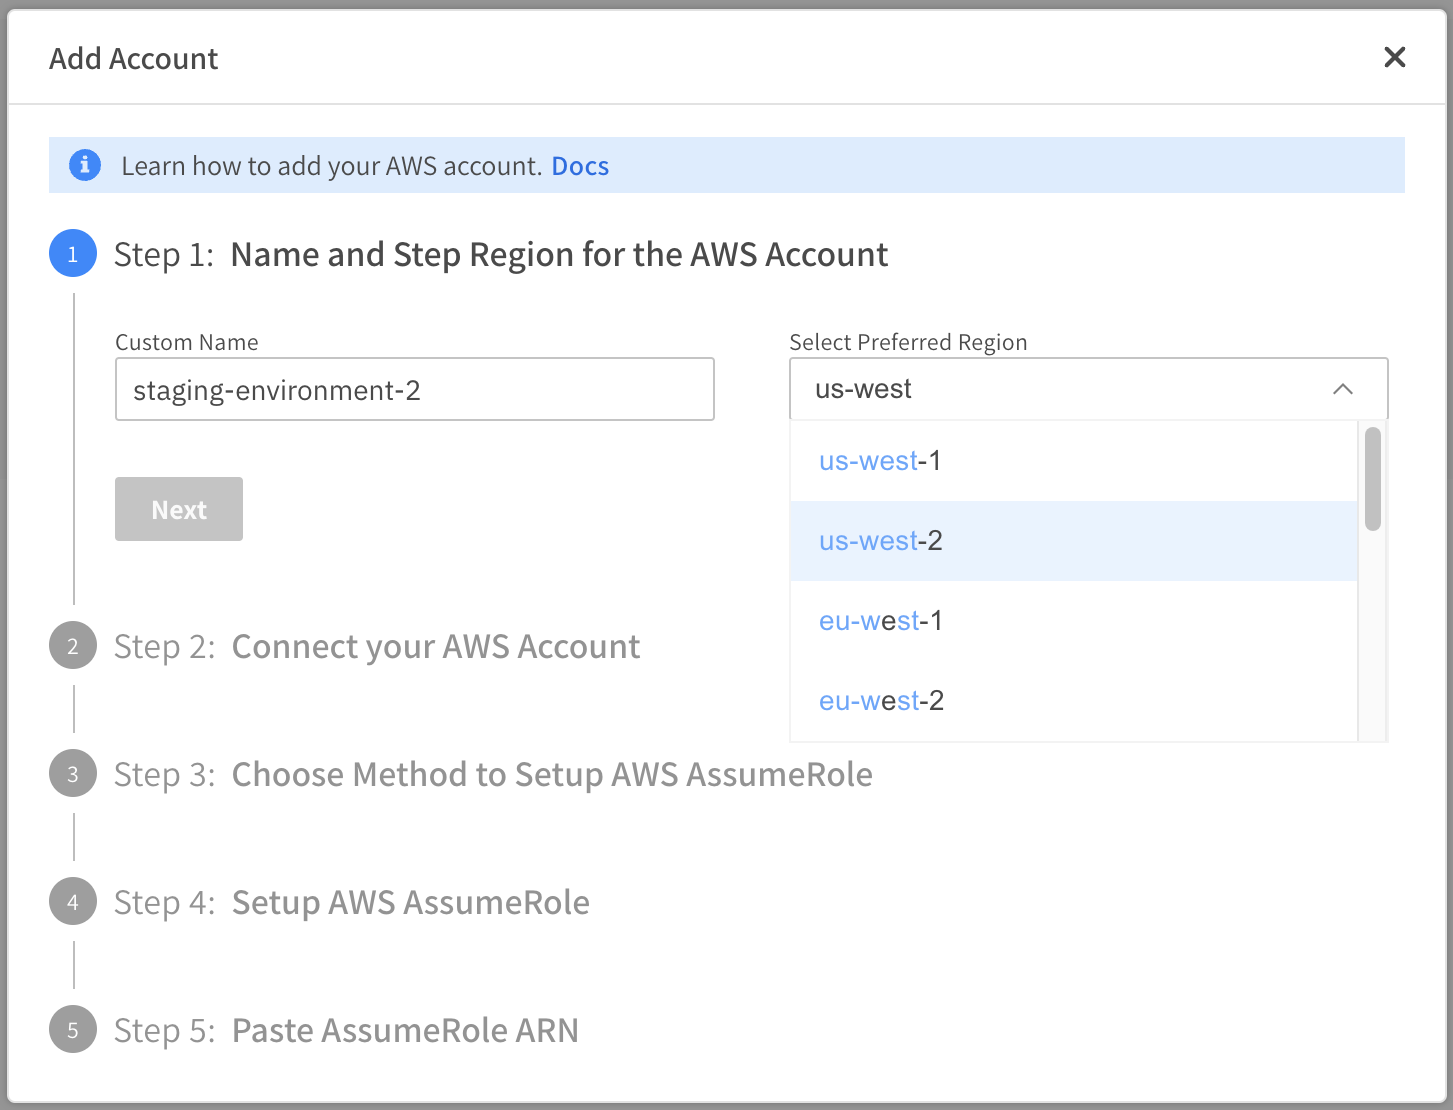 Add Account
Learn how to add your AWS account. Docs
1 Step 1: Name and Step Region for the AWS Account
Custom Name
staging-environment-2
Select Preferred Region
us-west
us-west-1
us-west-2
eu-west-1
eu-west-2
Next
2 Step 2: Connect your AWS Account
3 Step 3: Choose Method to Setup AWS AssumeRole
4 Step 4: Setup AWS AssumeRole
5 Step 5: Paste AssumeRole ARN